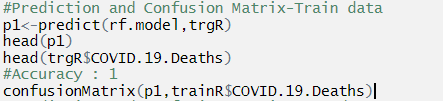 #Prediction and Confusion Matrix-Train data
p1<-predict(rf.model,trgR)
head(p1)
head(trgR$COVID.19.Deaths)
#Accuracy : 1
confusionMatrix(p1,trainR$COVID.19.Deaths)